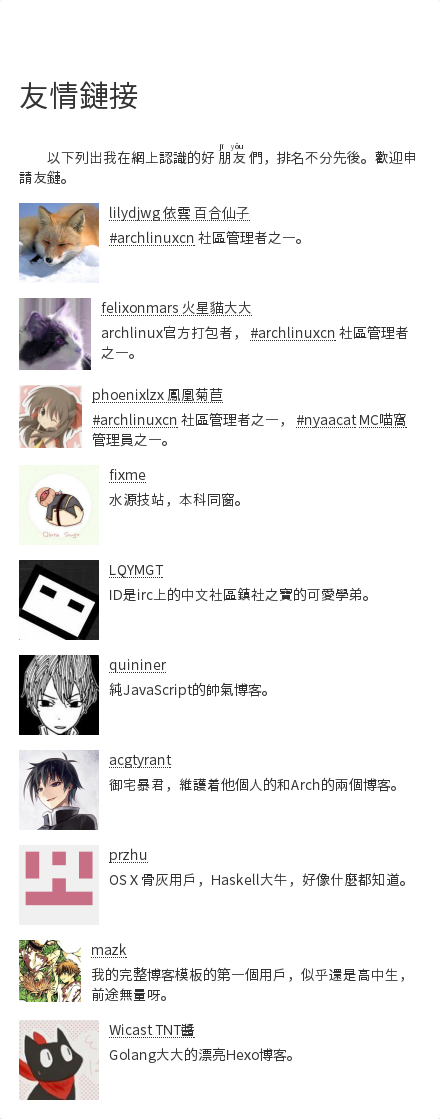 友情鏈接
jī yǒu
以下列出我在網上認識的好 朋友 們，排名不分先後。歡迎申
請友鏈。
lilydjwg 依雲 百合仙子
#archlinuxcn 社區管理者之一。
felixonmars 火星貓大大
archlinux官方打包者， #archlinuxcn 社區管理者
之一。
phoenixlzx 鳳凰菊苣
#archlinuxcn 社區管理者之一， #nyaacat MC喵窩
管理員之一。
fixme
水源技站，本科同窗。
LQYMGT
ID是irc上的中文社區鎮社之寶的可愛學弟。
quininer
純JavaScript的帥氣博客。
acgtyrant
御宅暴君，維護着他個人的和Arch的兩個博客。
przhu
OS X 骨灰用戶，Haskell大牛，好像什麼都知道。
mazk
我的完整博客模板的第一個用戶，似乎還是高中生，
前途無量呀。
Wicast TNT醬
Golang大大的漂亮Hexo博客。